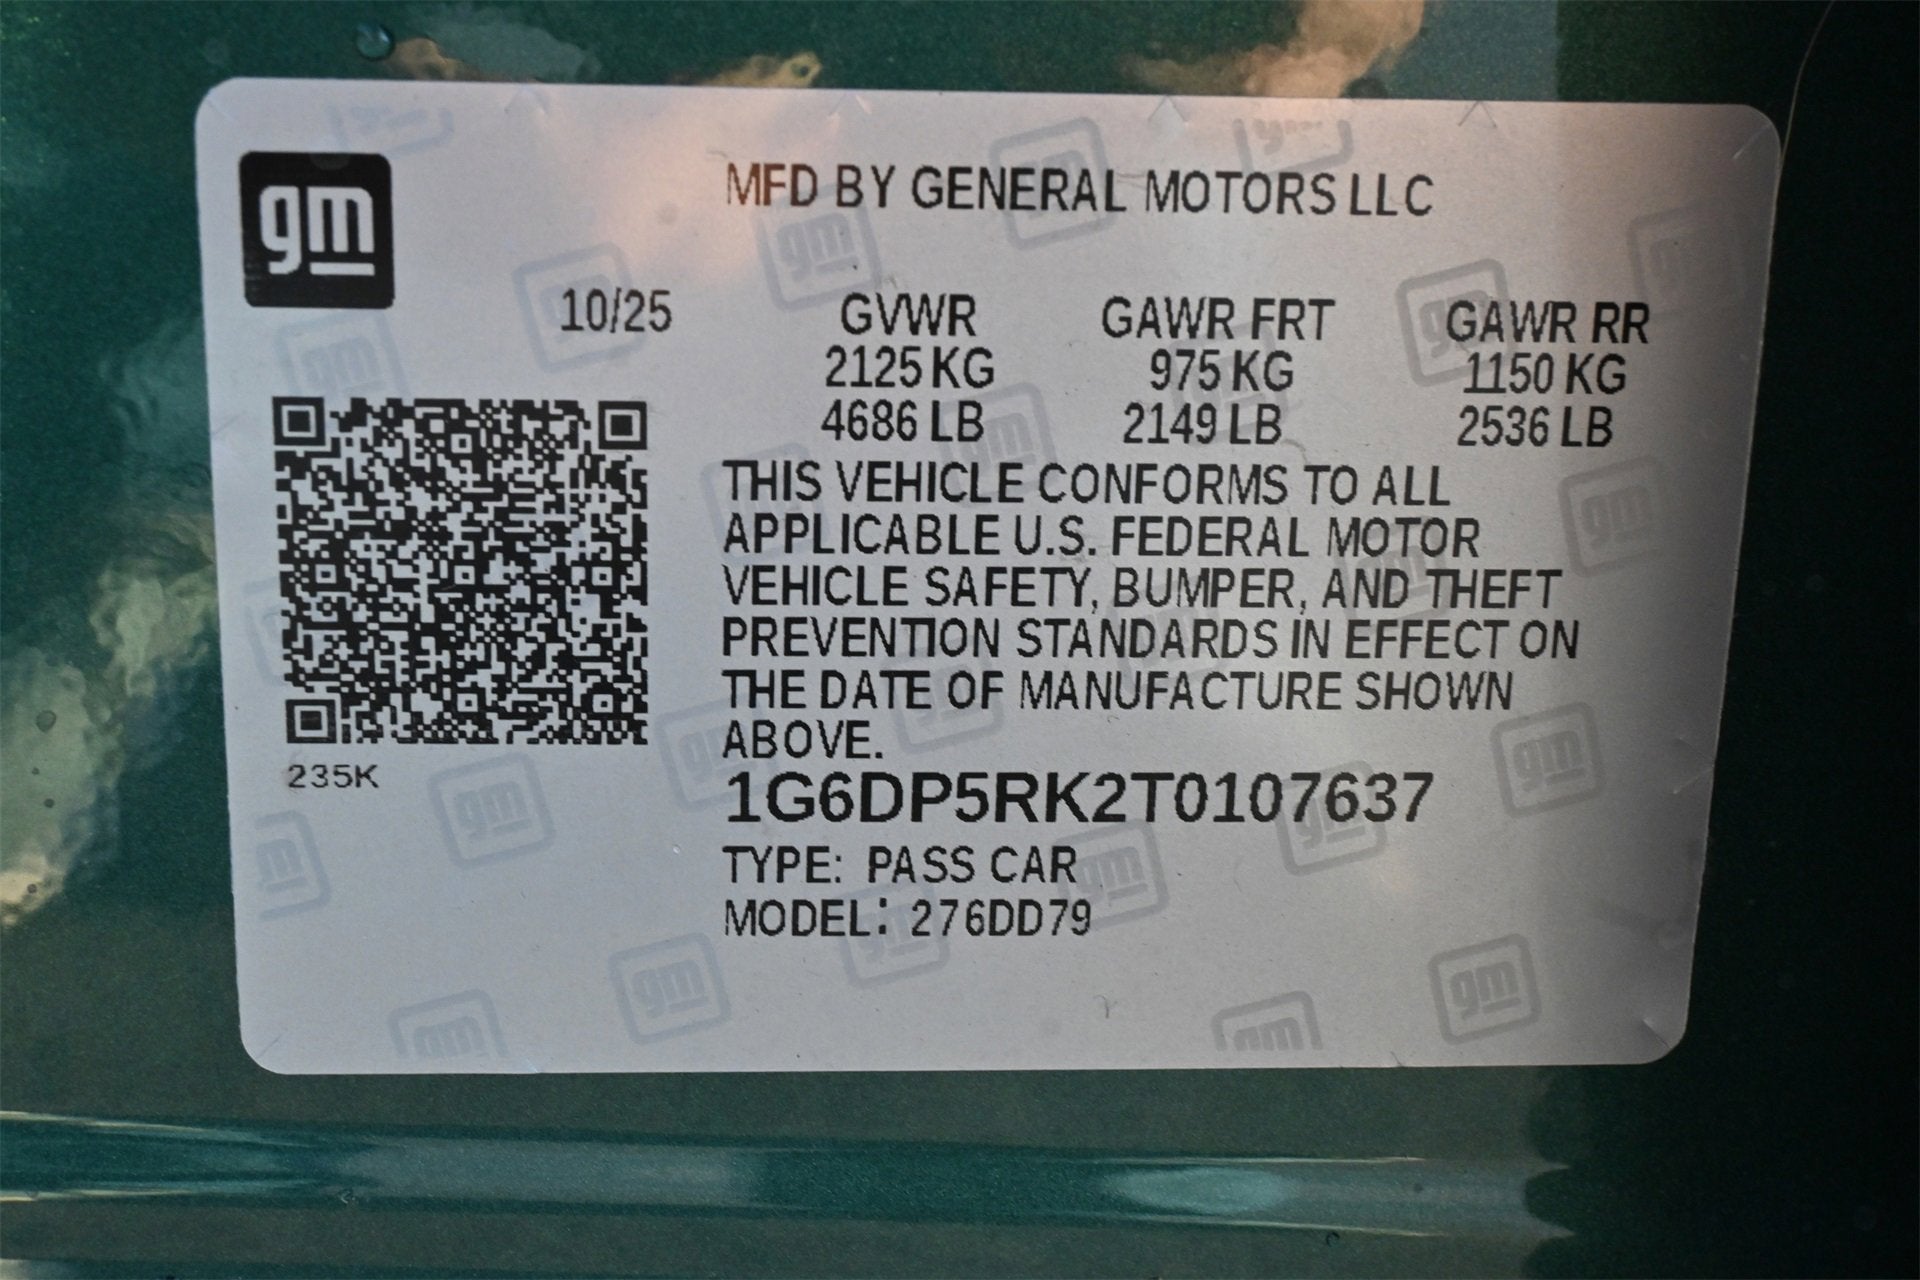 gm
MFD BY GENERAL MOTORS LLC
10/25
GVWR GAWR FRT GAWR RR
2125 KG 975 KG 1150 KG
4686 LB 2149 LB 2536 LB
THIS VEHICLE CONFORMS TO ALL
APPLICABLE U.S. FEDERAL MOTOR
VEHICLE SAFETY, BUMPER, AND THEFT
PREVENTION STANDARDS IN EFFECT ON
THE DATE OF MANUFACTURE SHOWN
ABOVE.
235K
1G6DP5RK2T0107637
TYPE: PASS CAR
MODEL: 276DD79